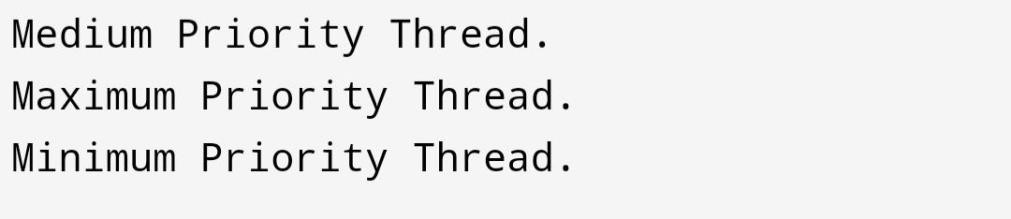 Medium Priority Thread.
Maximum Priority Thread.
Minimum Priority Thread.